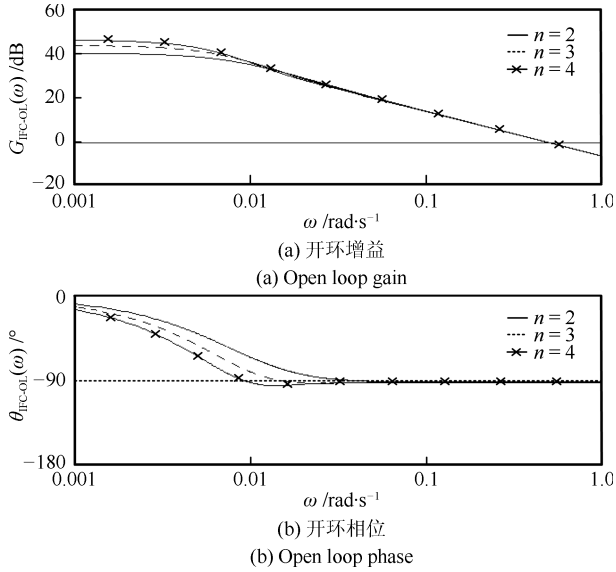 60
40
20
0
−20
0.001
0.01
0.1
1.0
G_IFC-OL(ω) /dB
n = 2
n = 3
n = 4
ω /rad·s⁻¹
(a) 开环增益
(a) Open loop gain
0
−90
−180
0.001
0.01
0.1
1.0
θ_IFC-OL(ω) /°
n = 2
n = 3
n = 4
ω /rad·s⁻¹
(b) 开环相位
(b) Open loop phase